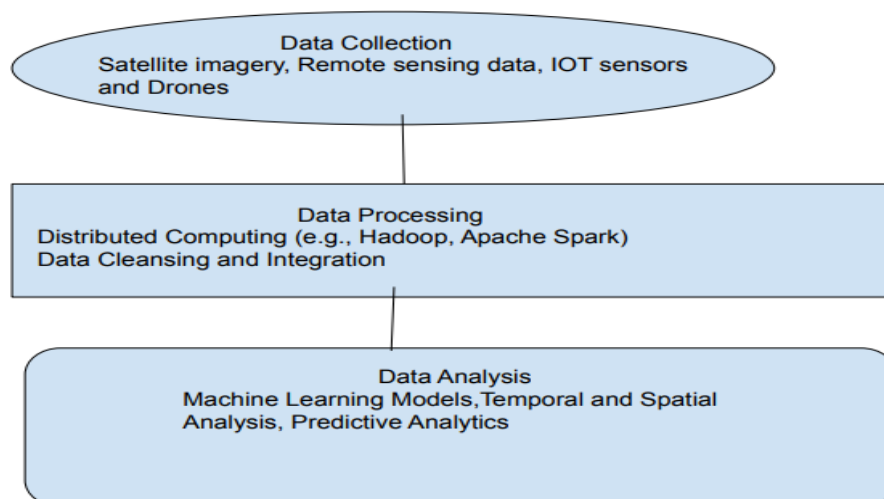 Data Collection
Satellite imagery, Remote sensing data, IOT sensors
and Drones
Data Processing
Distributed Computing (e.g., Hadoop, Apache Spark)
Data Cleansing and Integration
Data Analysis
Machine Learning Models,Temporal and Spatial
Analysis, Predictive Analytics